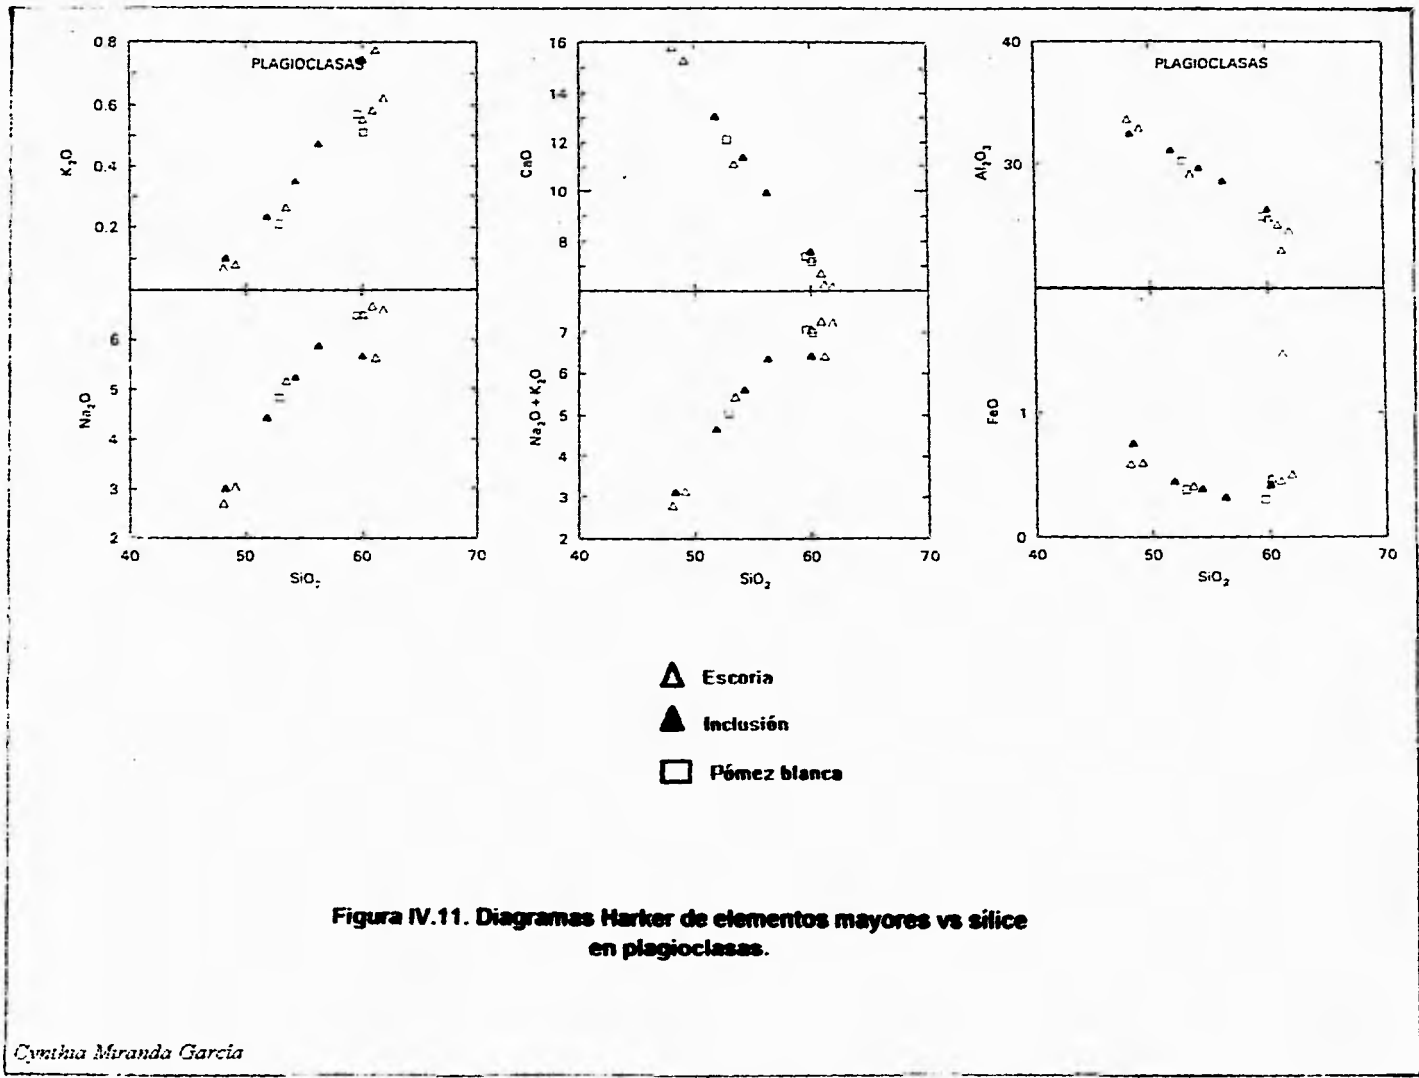 PLAGIOCLASAS
0.8
0.6
0.4
0.2
K₂O
6
5
4
3
2
Na₂O
40 50 60 70
SiO₂
16
14
12
10
8
CaO
7
6
5
4
3
2
Na₂O + K₂O
40 50 60 70
SiO₂
PLAGIOCLASAS
40
30
Al₂O₃
1
0
FeO
40 50 60 70
SiO₂
Escoria
Inclusión
Pómez blanca
Figura IV.11. Diagramas Harker de elementos mayores vs sílice
en plagioclasas.
Cynthia Miranda García